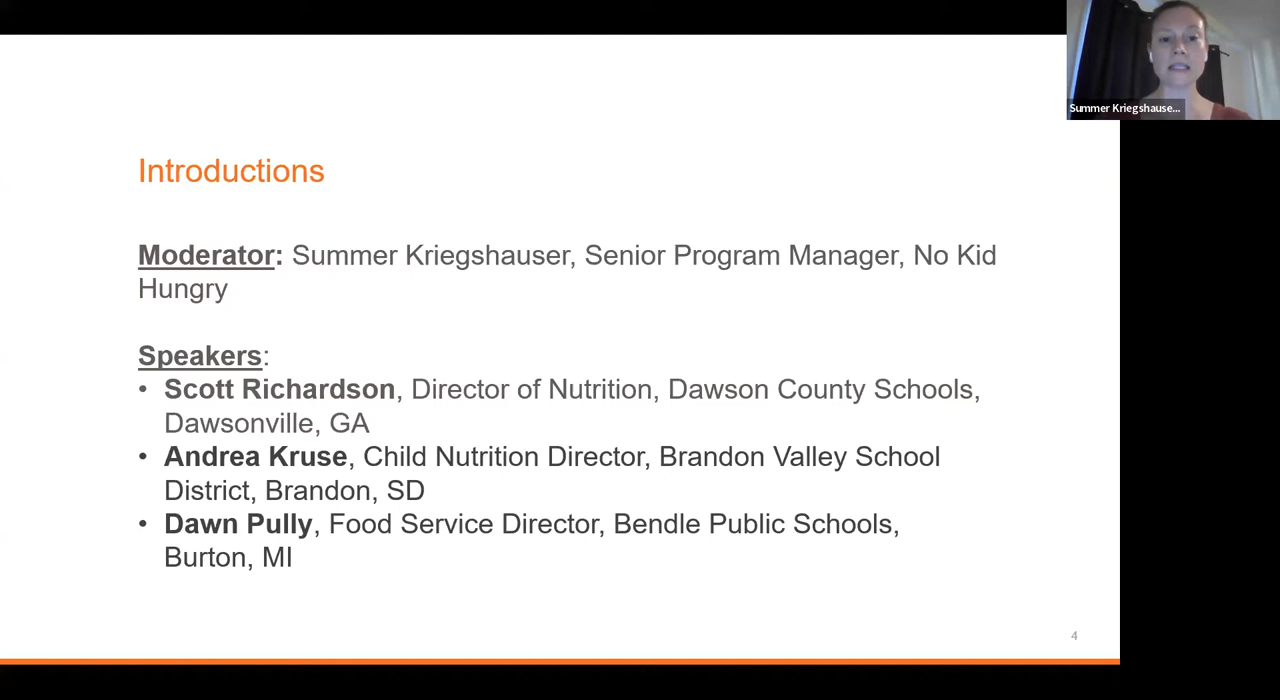 Summer Kriegshause...
Introductions
Moderator: Summer Kriegshauser, Senior Program Manager, No Kid
Hungry
Speakers:
• Scott Richardson, Director of Nutrition, Dawson County Schools,
Dawsonville, GA
• Andrea Kruse, Child Nutrition Director, Brandon Valley School
District, Brandon, SD
• Dawn Pully, Food Service Director, Bendle Public Schools,
Burton, MI
4